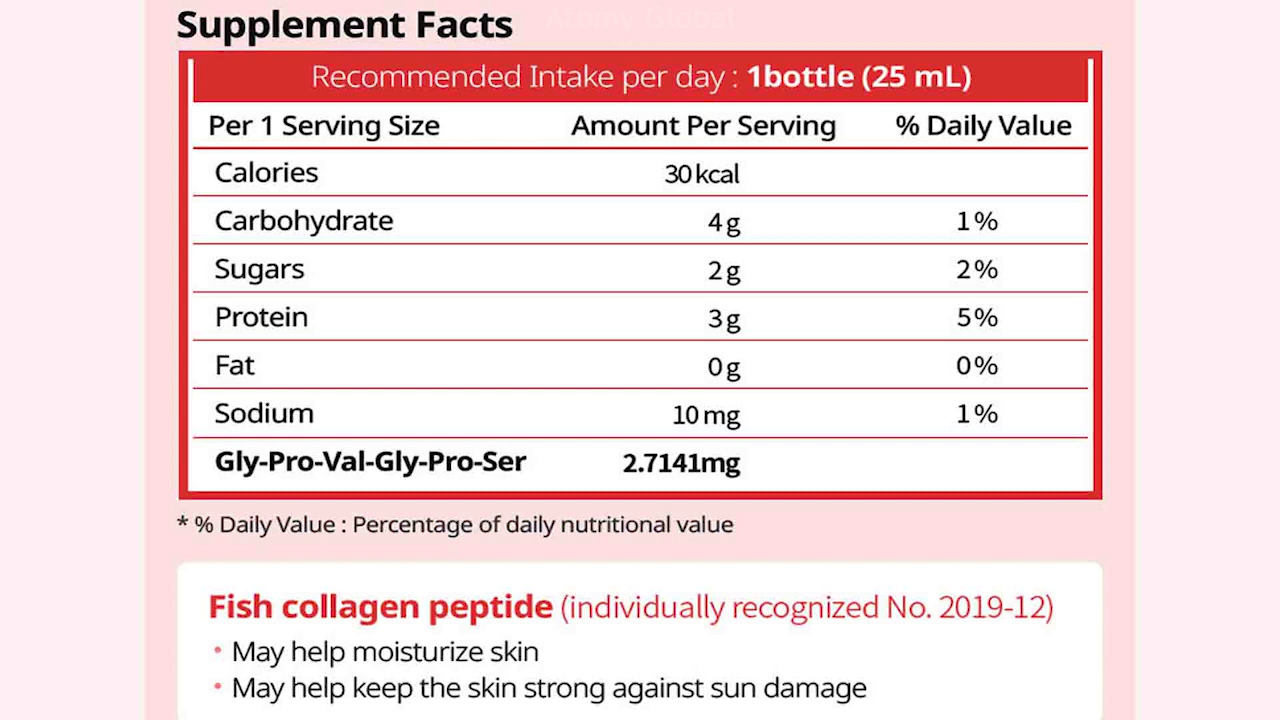 Atomy Global
Supplement Facts
Recommended Intake per day : 1bottle (25 mL)
Per 1 Serving Size Amount Per Serving % Daily Value
Calories 30 kcal
Carbohydrate 4 g 1 %
Sugars 2 g 2 %
Protein 3 g 5 %
Fat 0 g 0 %
Sodium 10 mg 1 %
Gly-Pro-Val-Gly-Pro-Ser 2.7141mg
* % Daily Value : Percentage of daily nutritional value
Fish collagen peptide (individually recognized No. 2019-12)
• May help moisturize skin
• May help keep the skin strong against sun damage